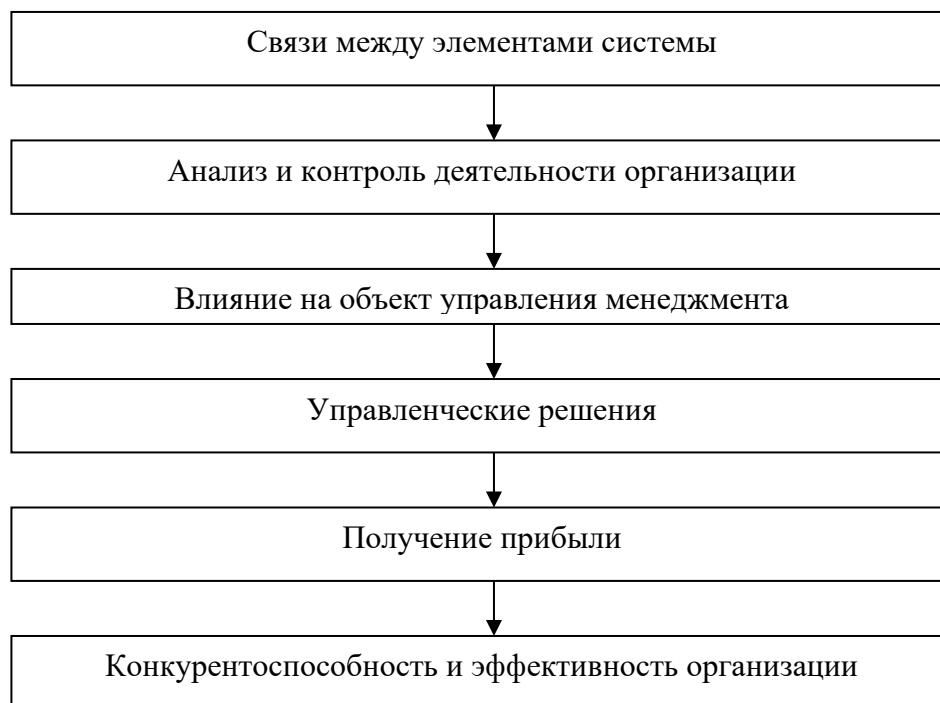 Связи между элементами системы
Анализ и контроль деятельности организации
Влияние на объект управления менеджмента
Управленческие решения
Получение прибыли
Конкурентоспособность и эффективность организации